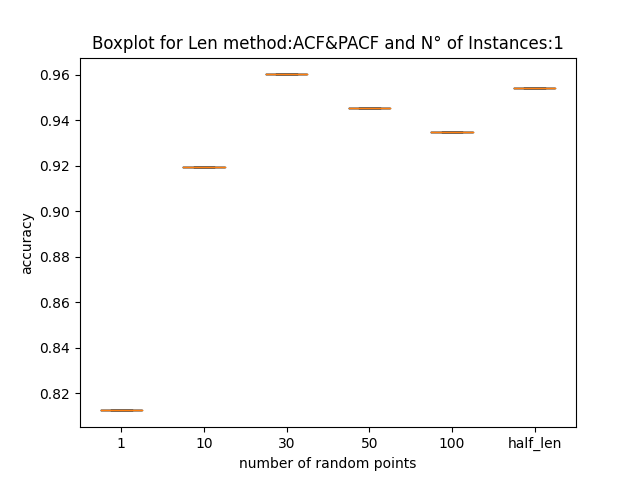 Boxplot for Len method:ACF&PACF and N° of Instances:1
0.96
0.94
0.92
0.90
0.88
0.86
0.84
0.82
accuracy
1 10 30 50 100 half_len
number of random points